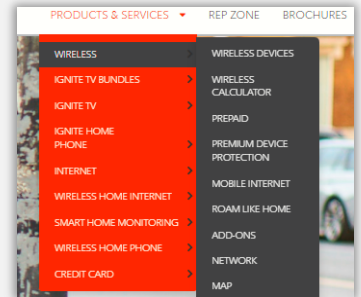 PRODUCTS & SERVICES
REP ZONE
BROCHURES
WIRELESS
IGNITE TV BUNDLES
IGNITE TV
IGNITE HOME
PHONE
INTERNET
WIRELESS HOME INTERNET
SMART HOME MONITORING
WIRELESS HOME PHONE
CREDIT CARD
WIRELESS DEVICES
WIRELESS
CALCULATOR
PREPAID
PREMIUM DEVICE
PROTECTION
MOBILE INTERNET
ROAM LIKE HOME
ADD-ONS
NETWORK
MAP